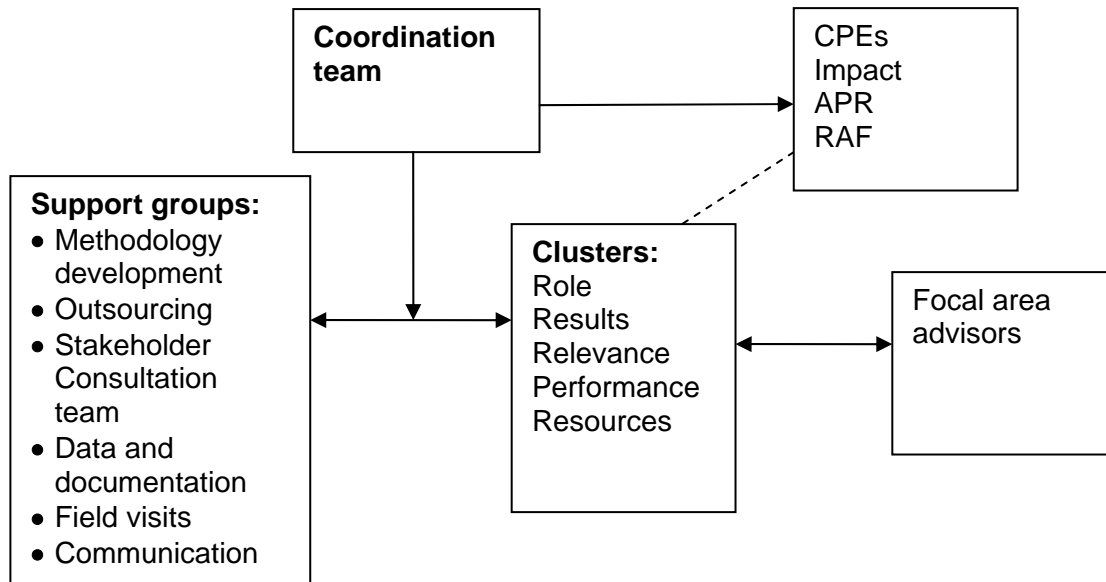 Coordination
team
CPEs
Impact
APR
RAF
Support groups:
• Methodology
development
• Outsourcing
• Stakeholder
Consultation
team
• Data and
documentation
• Field visits
• Communication
Clusters:
Role
Results
Relevance
Performance
Resources
Focal area
advisors